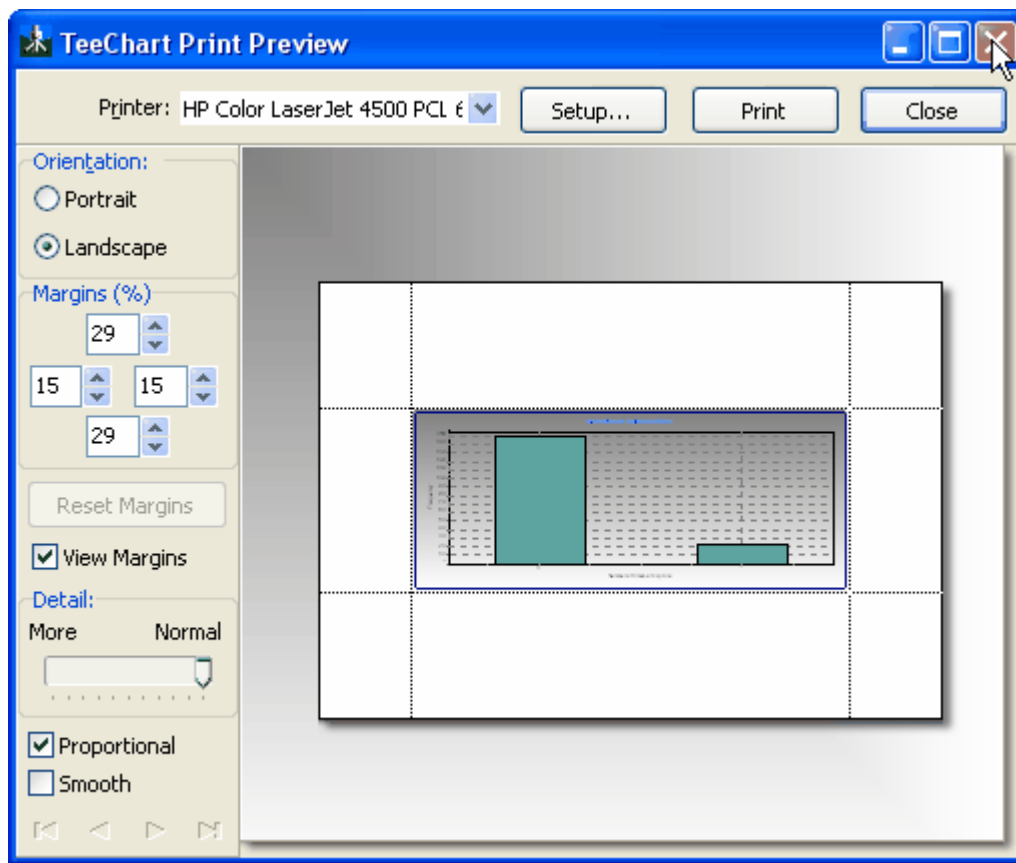 TeeChart Print Preview
Printer: HP Color LaserJet 4500 PCL 6 Setup... Print Close
Orientation:
Portrait
Landscape
Margins (%)
29
15 15
29
Reset Margins
View Margins
Detail:
More Normal
Proportional
Smooth